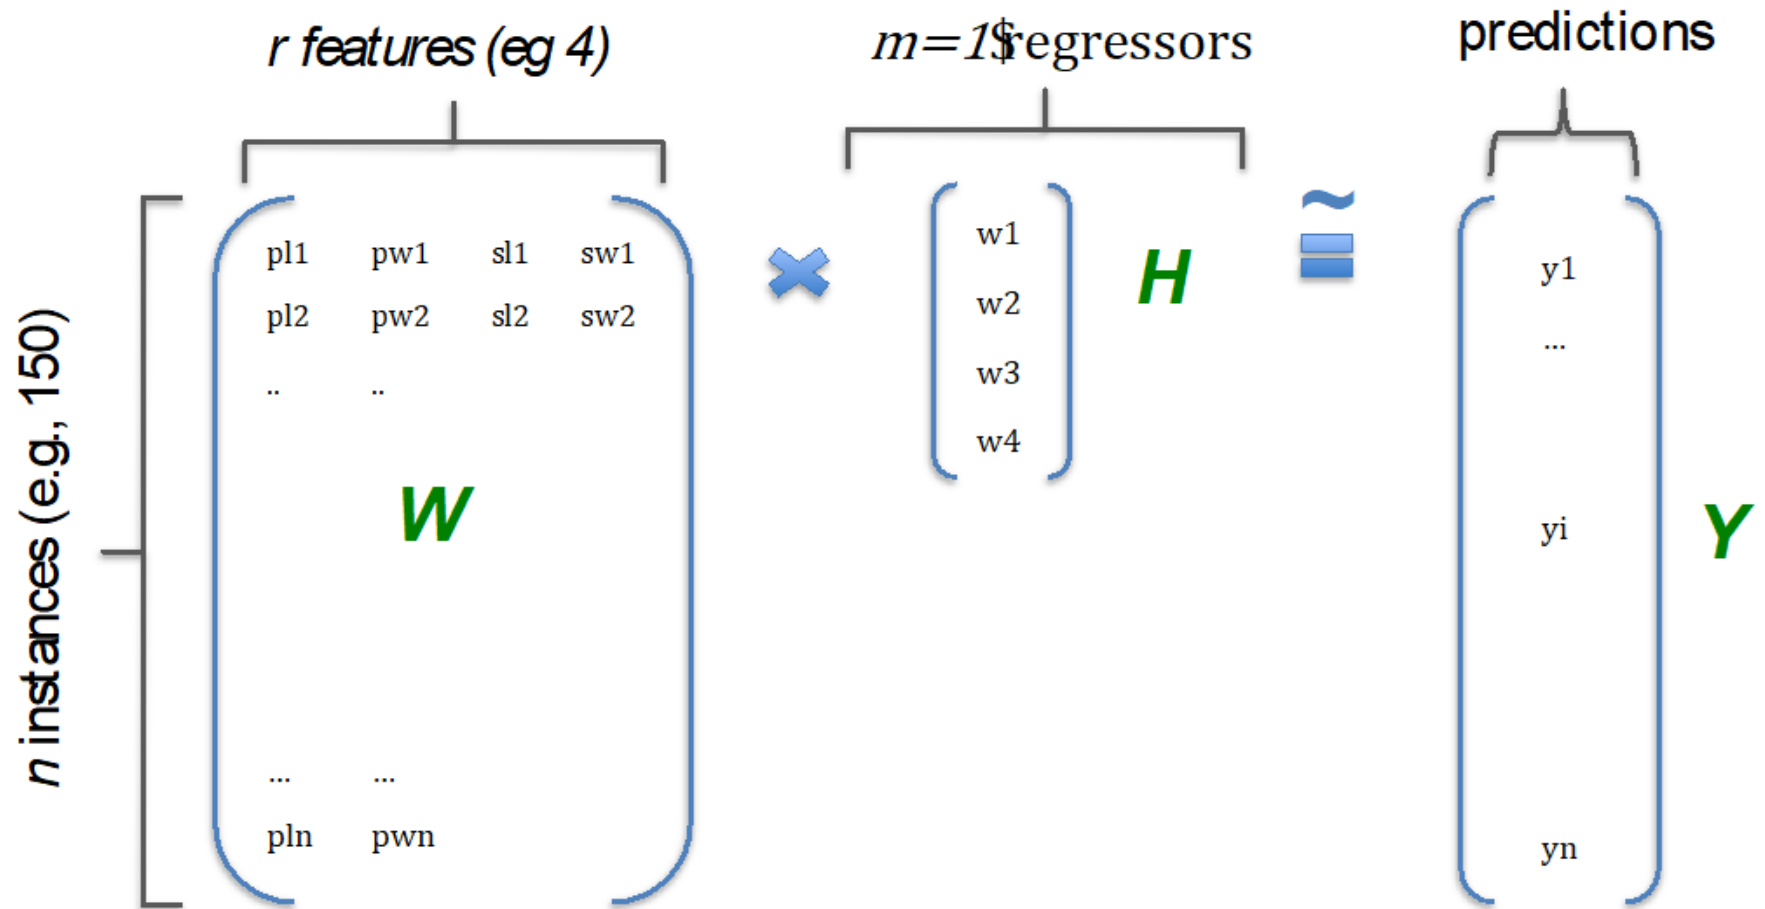 r features (eg 4)
m=1$regressors
predictions
n instances (e.g., 150)
pl1 pw1 sl1 sw1
pl2 pw2 sl2 sw2
.. ..
W
... ...
pln pwn
w1
w2
w3
w4
H
~
y1
...
yi
yn
Y